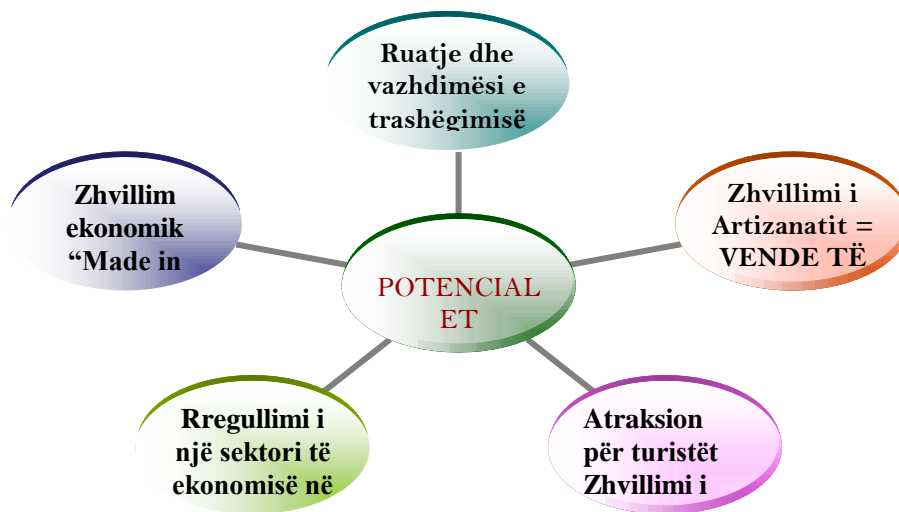 Ruatje dhe
vazhdimësi e
trashëgimisë
Zhvillim
ekonomik
“Made in
Zhvillimi i
Artizanatit =
VENDE TË
POTENCIAL
ET
Rregullimi i
një sektori të
ekonomisë në
Atraksion
për turistët
Zhvillimi i